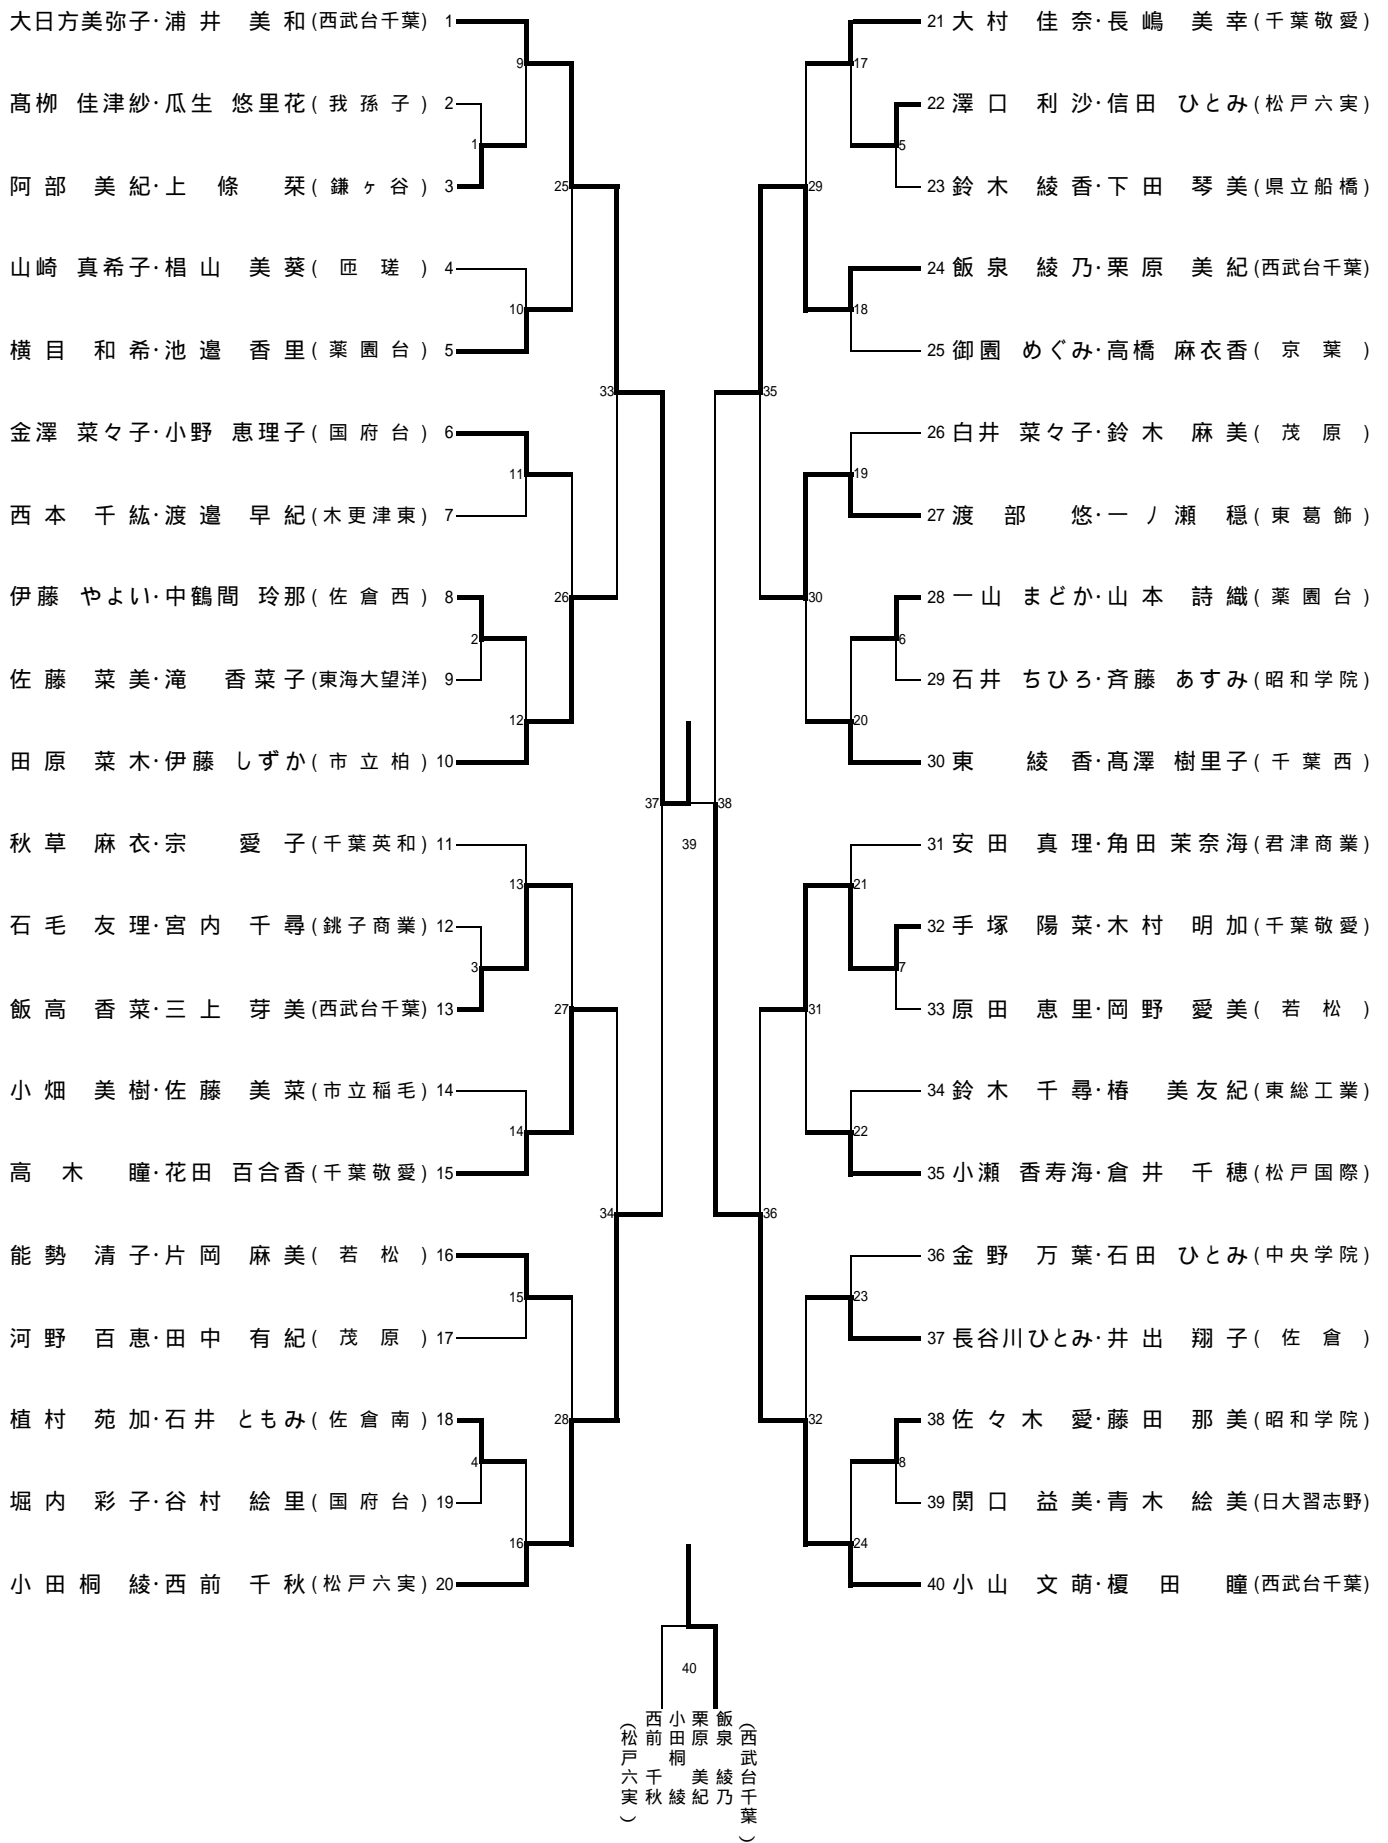 大日方美弥子・浦井 美和(西武台千葉) 1
髙栁 佳津紗・瓜生 悠里花(我孫子) 2
阿部 美紀・上條 栞(鎌ヶ谷) 3
山崎 真希子・椙山 美葵(匝瑳) 4
横目 和希・池邉 香里(薬園台) 5
金澤 菜々子・小野 恵理子(国府台) 6
西本 千紘・渡邉 早紀(木更津東) 7
伊藤 やよい・中鶴間 玲那(佐倉西) 8
佐藤 菜美・滝 香菜子(東海大望洋) 9
田原 菜木・伊藤 しずか(市立柏) 10
秋草 麻衣・宗 愛子(千葉英和) 11
石毛 友理・宮内 千尋(銚子商業) 12
飯高 香菜・三上 芽美(西武台千葉) 13
小畑 美樹・佐藤 美菜(市立稲毛) 14
高木 瞳・花田 百合香(千葉敬愛) 15
能勢 清子・片岡 麻美(若松) 16
河野 百恵・田中 有紀(茂原) 17
植村 苑加・石井 ともみ(佐倉南) 18
堀内 彩子・谷村 絵里(国府台) 19
小田桐 綾・西前 千秋(松戸六実) 20
9
1
25
10
33
11
26
2
12
37
13
3
27
14
34
15
28
4
16
39
38
17
5
29
18
35
19
30
6
20
21
7
31
22
36
23
32
8
24
21 大村 佳奈・長嶋 美幸(千葉敬愛)
22 澤口 利沙・信田 ひとみ(松戸六実)
23 鈴木 綾香・下田 琴美(県立船橋)
24 飯泉 綾乃・栗原 美紀(西武台千葉)
25 御園 めぐみ・高橋 麻衣香(京葉)
26 白井 菜々子・鈴木 麻美(茂原)
27 渡部 悠・一ノ瀬 穏(東葛飾)
28 一山 まどか・山本 詩織(薬園台)
29 石井 ちひろ・斉藤 あすみ(昭和学院)
30 東 綾香・髙澤 樹里子(千葉西)
31 安田 真理・角田 茉奈海(君津商業)
32 手塚 陽菜・木村 明加(千葉敬愛)
33 原田 恵里・岡野 愛美(若松)
34 鈴木 千尋・椿 美友紀(東総工業)
35 小瀬 香寿海・倉井 千穂(松戸国際)
36 金野 万葉・石田 ひとみ(中央学院)
37 長谷川ひとみ・井出 翔子(佐倉)
38 佐々木 愛・藤田 那美(昭和学院)
39 関口 益美・青木 絵美(日大習志野)
40 小山 文萌・榎田 瞳(西武台千葉)
40
(西武台千葉)
飯泉 綾乃
栗原 美紀
小田桐 綾
西前 千秋
(松戸六実)